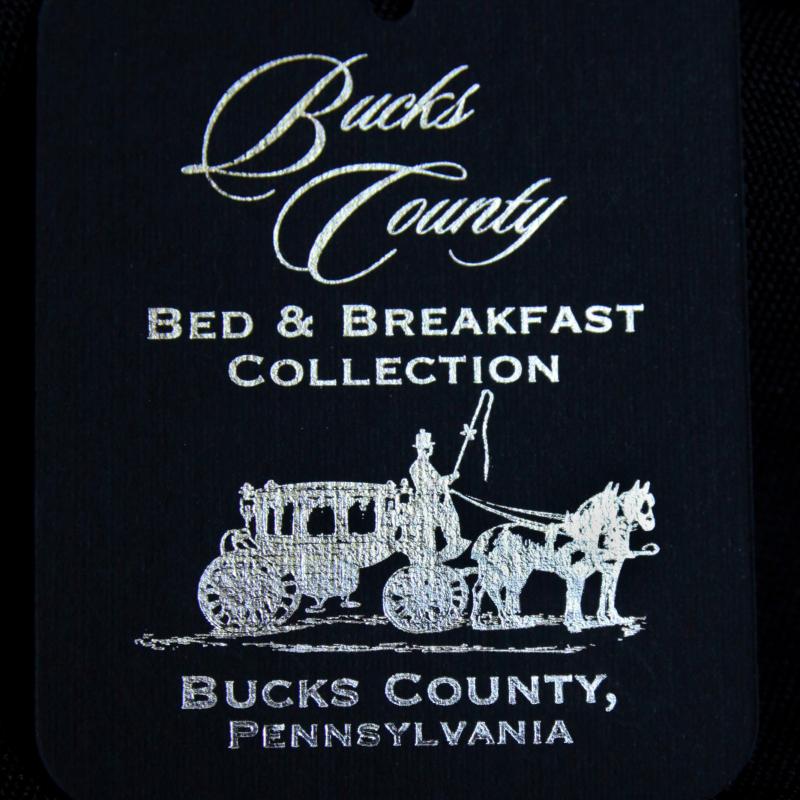 Bucks
County
BED & BREAKFAST
COLLECTION
BUCKS COUNTY,
PENNSYLVANIA